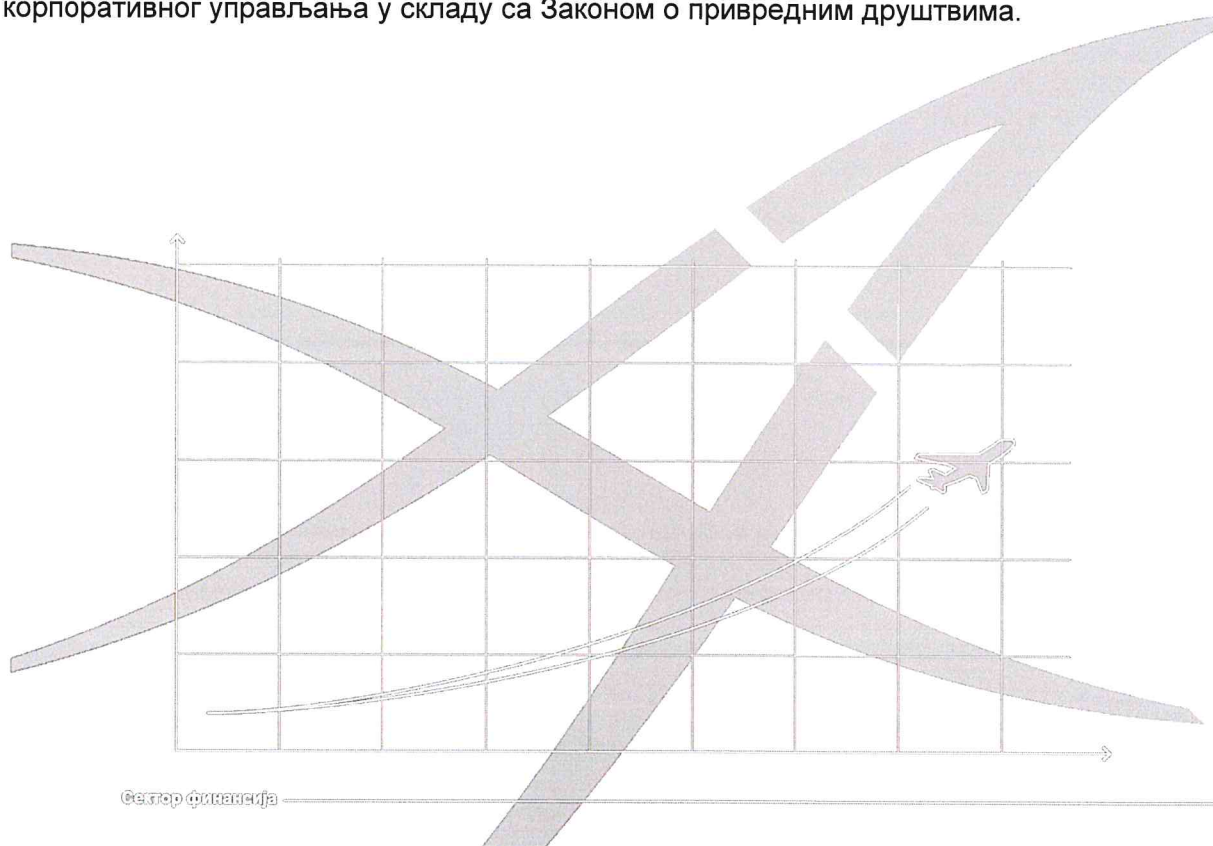 корпоративног управљања у складу са Законом о привредним друштвима.
Сектор финансија